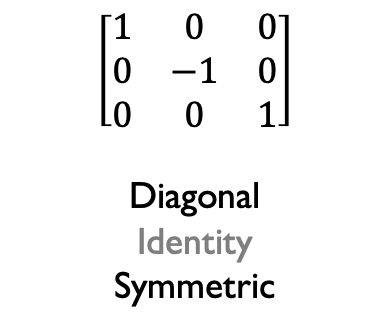 1 0 0
0 −1 0
0 0 1
Diagonal
Identity
Symmetric